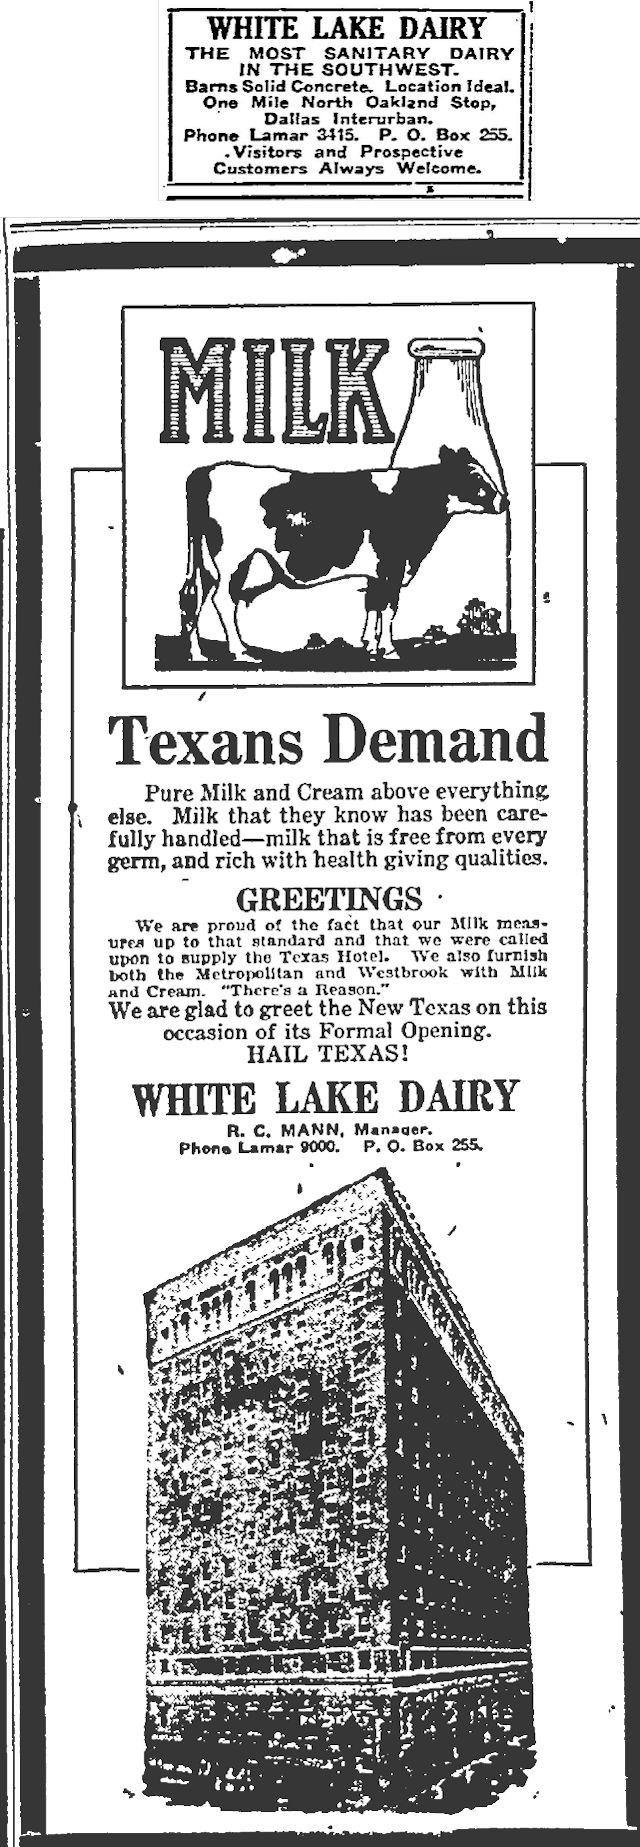 WHITE LAKE DAIRY
THE MOST SANITARY DAIRY
IN THE SOUTHWEST.
Barns Solid Concrete. Location Ideal.
One Mile North Oakland Stop,
Dallas Interurban.
Phone Lamar 3415. P. O. Box 255.
Visitors and Prospective
Customers Always Welcome.
MILK
Texans Demand
Pure Milk and Cream above everything
else. Milk that they know has been care-
fully handled—milk that is free from every
germ, and rich with health giving qualities.
GREETINGS
We are proud of the fact that our Milk meas-
ures up to that standard and that we were called
upon to supply the Texas Hotel. We also furnish
both the Metropolitan and Westbrook with Milk
and Cream. "There's a Reason."
We are glad to greet the New Texas on this
occasion of its Formal Opening.
HAIL TEXAS!
WHITE LAKE DAIRY
R. C. MANN, Manager.
Phone Lamar 9000. P. O. Box 255.